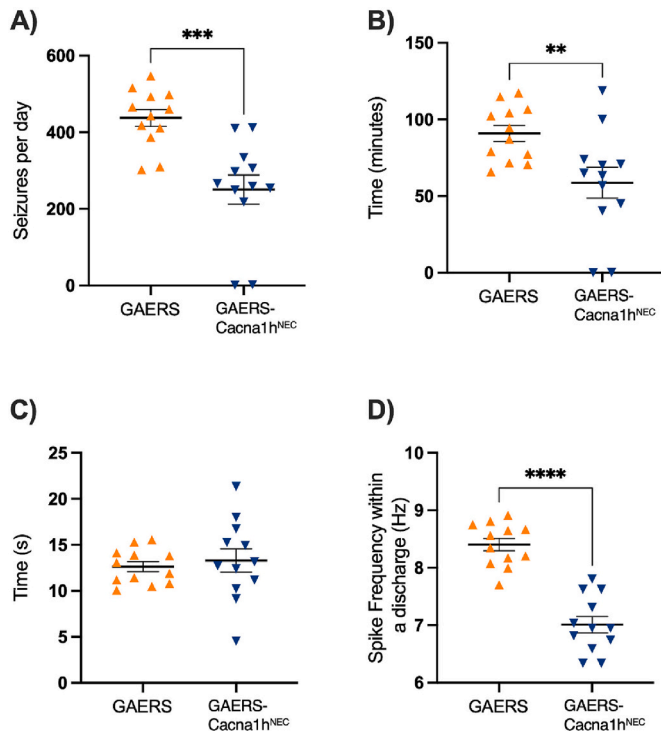 A)
***
Seizures per day
600
400
200
0
GAERS
GAERS-
Cacna1hᴺᴱᶜ
B)
**
Time (minutes)
150
100
50
0
GAERS
GAERS-
Cacna1hᴺᴱᶜ
C)
Time (s)
25
20
15
10
5
0
GAERS
GAERS-
Cacna1hᴺᴱᶜ
D)
****
Spike Frequency within
a discharge (Hz)
10
9
8
7
6
GAERS
GAERS-
Cacna1hᴺᴱᶜ